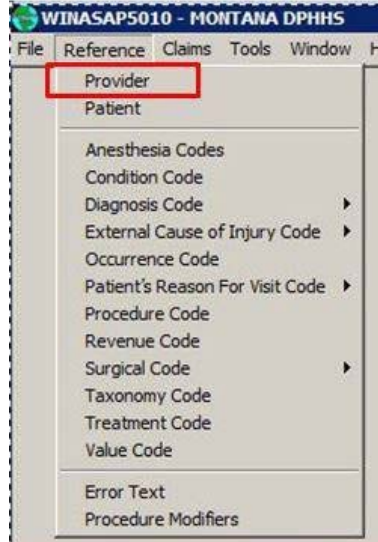 WINASAP5010 - MONTANA DPHHS
File Reference Claims Tools Window
Provider
Patient
Anesthesia Codes
Condition Code
Diagnosis Code
External Cause of Injury Code
Occurrence Code
Patient's Reason For Visit Code
Procedure Code
Revenue Code
Surgical Code
Taxonomy Code
Treatment Code
Value Code
Error Text
Procedure Modifiers